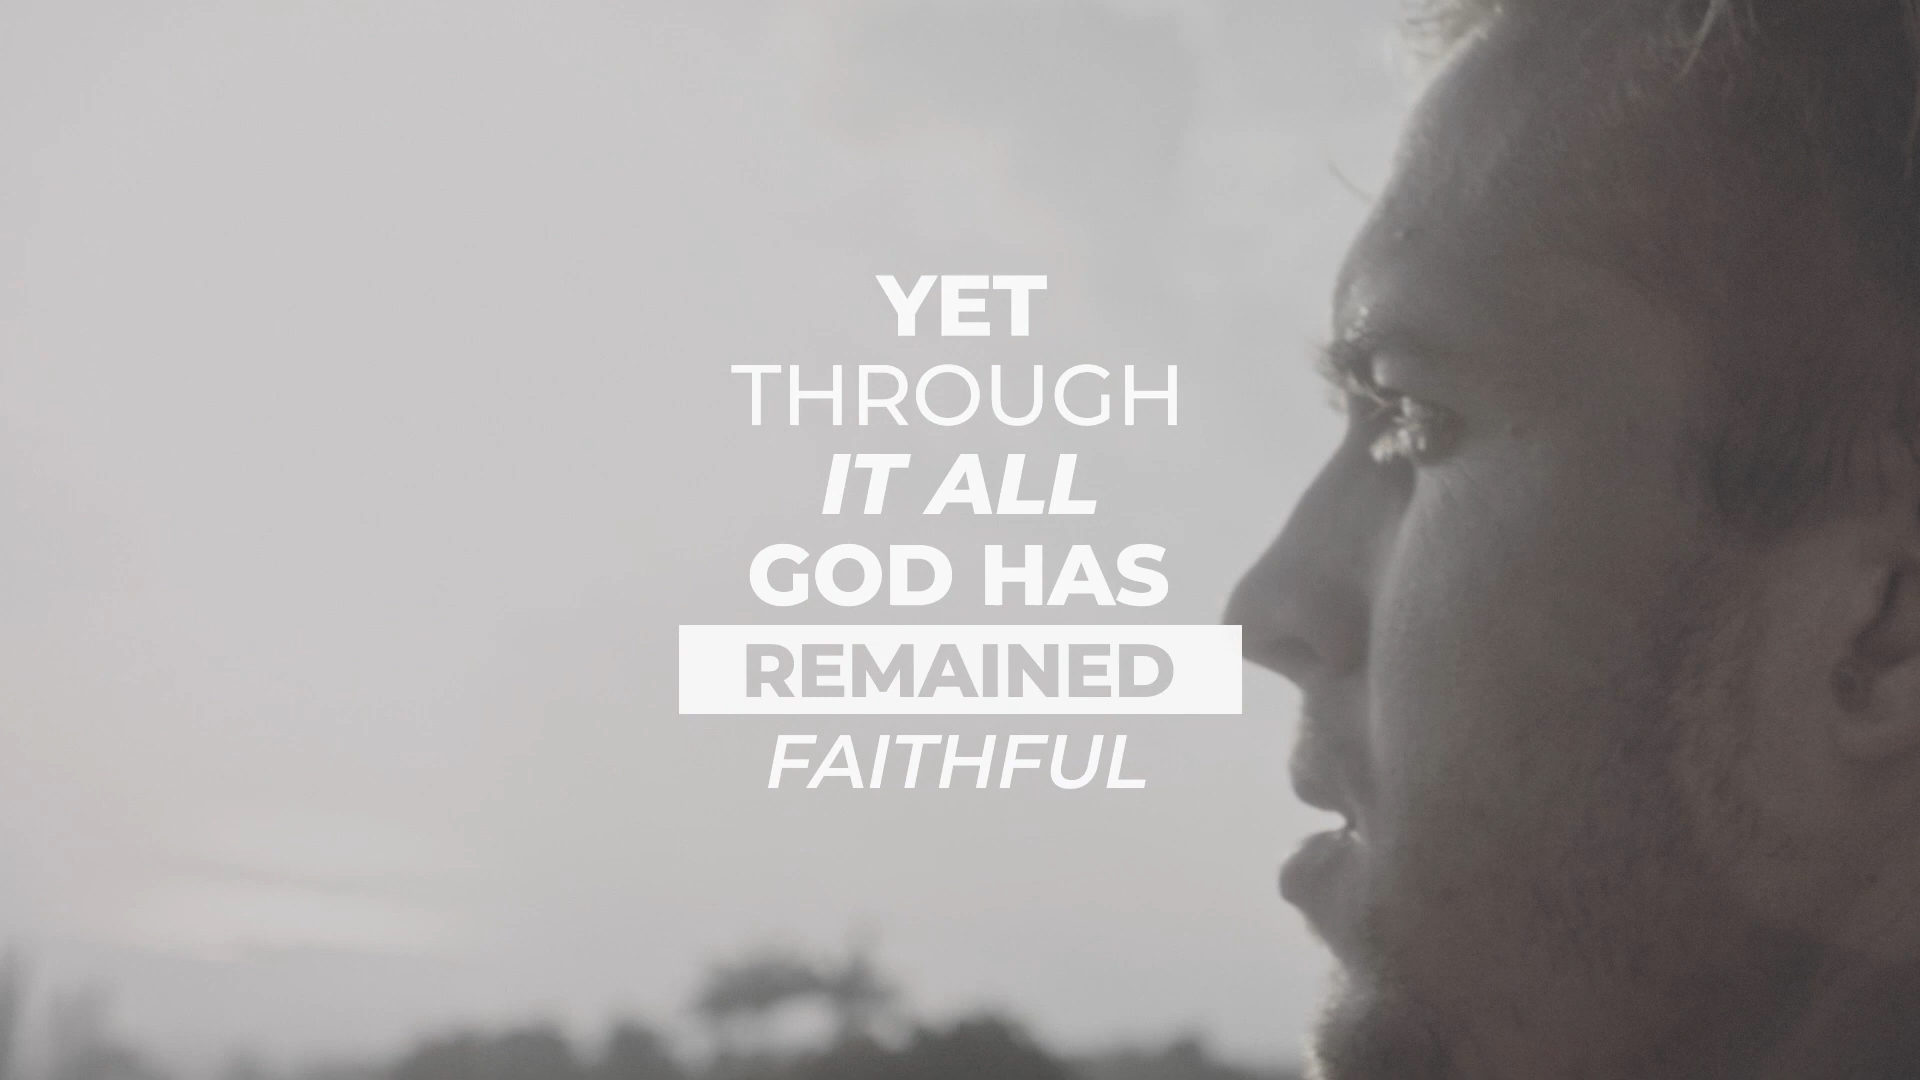 YET
THROUGH
IT ALL
GOD HAS
REMAINED
FAITHFUL